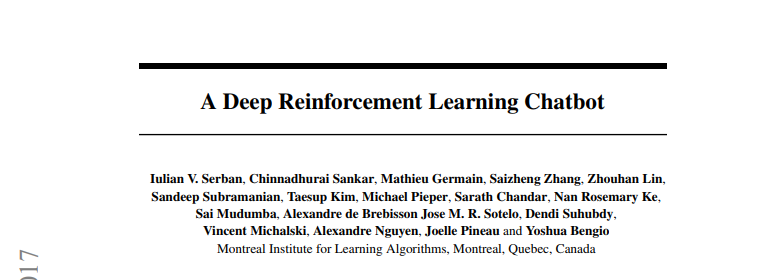 A Deep Reinforcement Learning Chatbot
Iulian V. Serban, Chinnadhurai Sankar, Mathieu Germain, Saizheng Zhang, Zhouhan Lin,
Sandeep Subramanian, Taesup Kim, Michael Pieper, Sarath Chandar, Nan Rosemary Ke,
Sai Mudumba, Alexandre de Brebisson Jose M. R. Sotelo, Dendi Suhubdy,
Vincent Michalski, Alexandre Nguyen, Joelle Pineau and Yoshua Bengio
Montreal Institute for Learning Algorithms, Montreal, Quebec, Canada
017